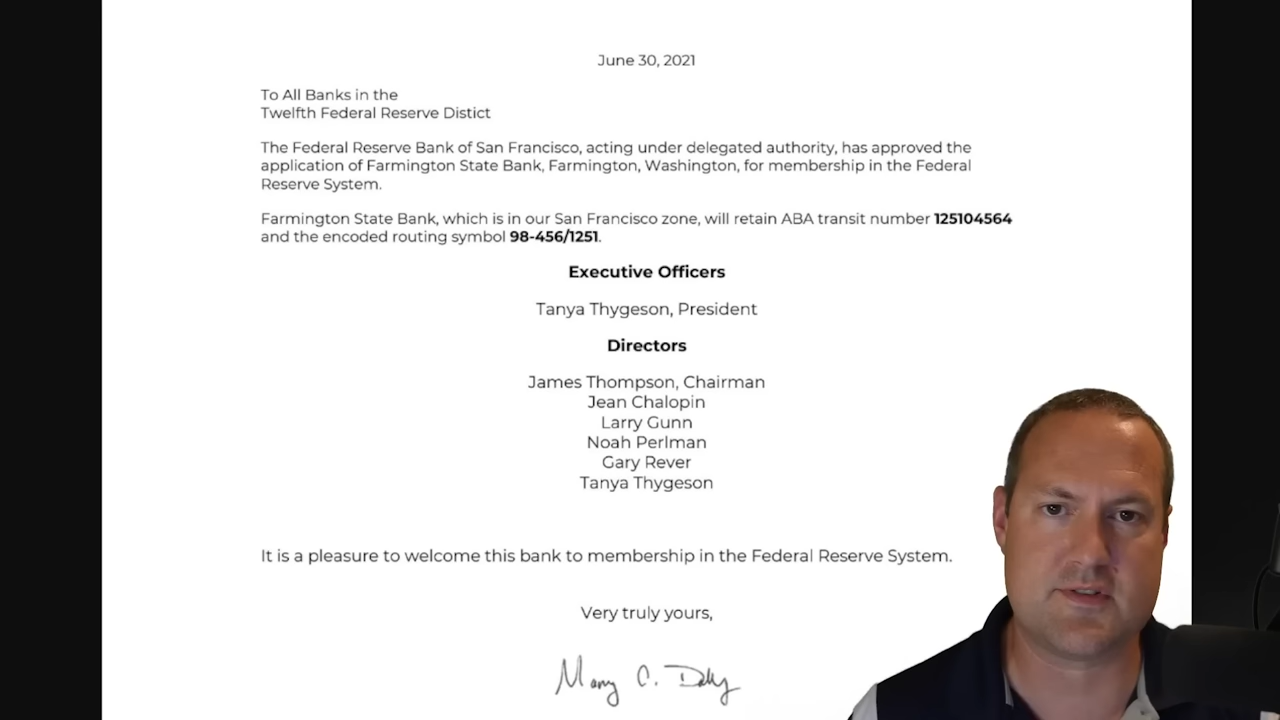 June 30, 2021
To All Banks in the
Twelfth Federal Reserve Distict
The Federal Reserve Bank of San Francisco, acting under delegated authority, has approved the
application of Farmington State Bank, Farmington, Washington, for membership in the Federal
Reserve System.
Farmington State Bank, which is in our San Francisco zone, will retain ABA transit number 125104564
and the encoded routing symbol 98-456/1251.
Executive Officers
Tanya Thygeson, President
Directors
James Thompson, Chairman
Jean Chalopin
Larry Gunn
Noah Perlman
Gary Rever
Tanya Thygeson
It is a pleasure to welcome this bank to membership in the Federal Reserve System.
Very truly yours,
Mary C. Daly